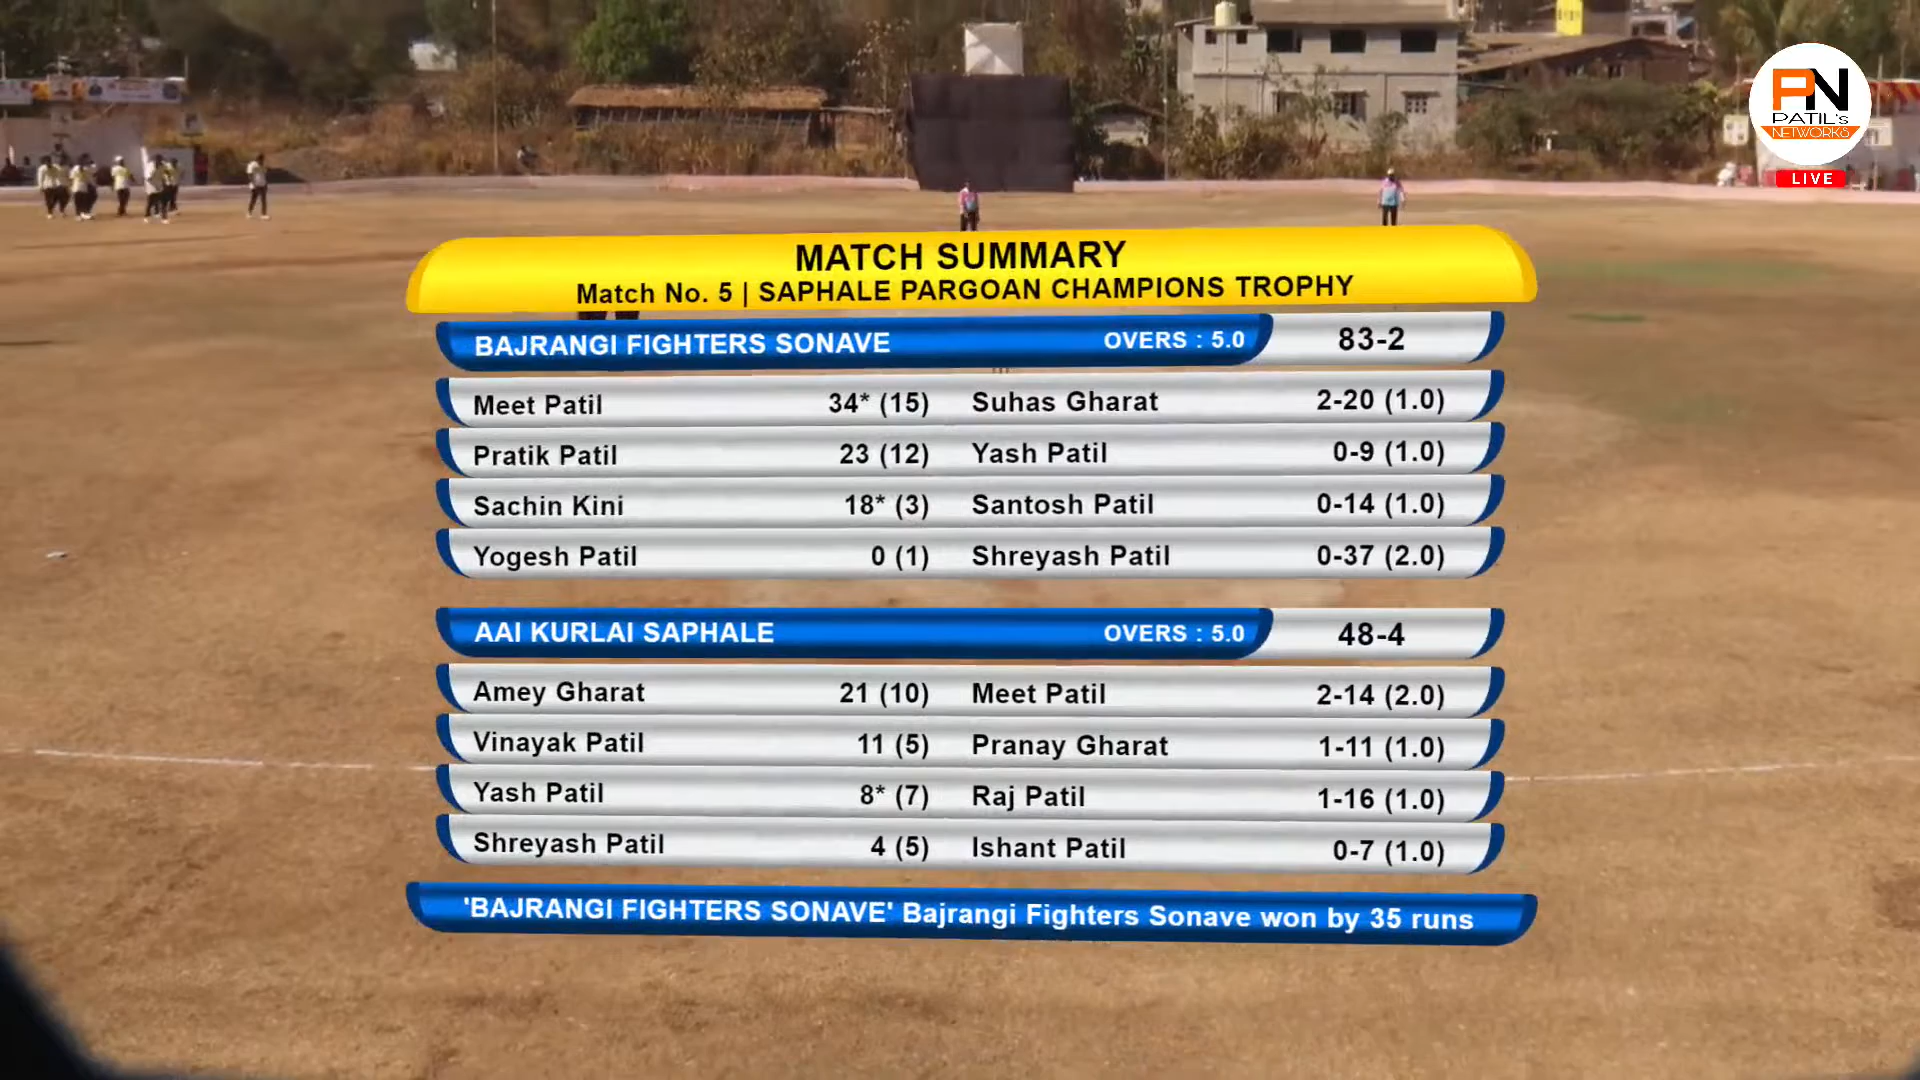 PN
PATIL's
NETWORKS
LIVE
MATCH SUMMARY
Match No. 5 | SAPHALE PARGOAN CHAMPIONS TROPHY
BAJRANGI FIGHTERS SONAVE OVERS : 5.0 83-2
Meet Patil 34* (15) Suhas Gharat 2-20 (1.0)
Pratik Patil 23 (12) Yash Patil 0-9 (1.0)
Sachin Kini 18* (3) Santosh Patil 0-14 (1.0)
Yogesh Patil 0 (1) Shreyash Patil 0-37 (2.0)
AAI KURLAI SAPHALE OVERS : 5.0 48-4
Amey Gharat 21 (10) Meet Patil 2-14 (2.0)
Vinayak Patil 11 (5) Pranay Gharat 1-11 (1.0)
Yash Patil 8* (7) Raj Patil 1-16 (1.0)
Shreyash Patil 4 (5) Ishant Patil 0-7 (1.0)
'BAJRANGI FIGHTERS SONAVE' Bajrangi Fighters Sonave won by 35 runs